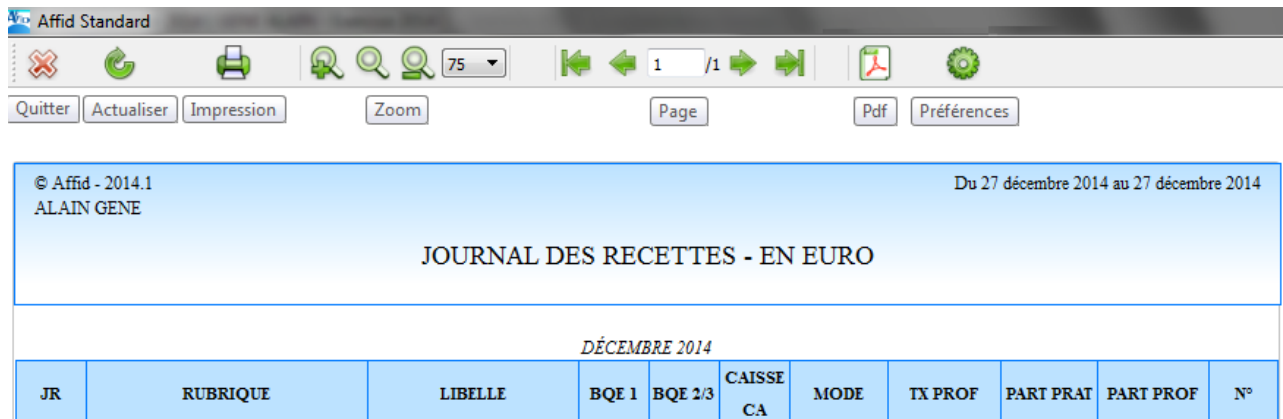 Affid Standard
75
1 /1
Quitter Actualiser Impression Zoom Page Pdf Préférences
© Affid - 2014.1 Du 27 décembre 2014 au 27 décembre 2014
ALAIN GENE
JOURNAL DES RECETTES - EN EURO
DÉCEMBRE 2014
JR RUBRIQUE LIBELLE BQE 1 BQE 2/3 CAISSE CA MODE TX PROF PART PRAT PART PROF N°